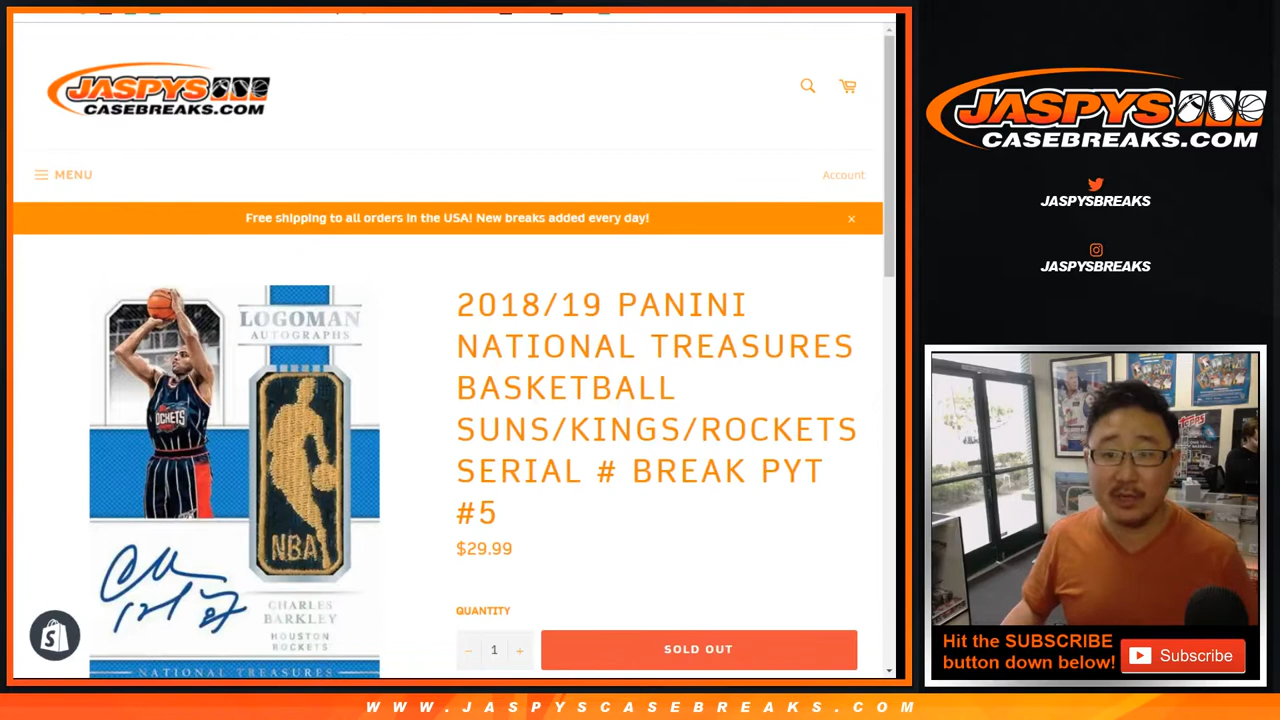 JASPYS
CASEBREAKS.COM
MENU
Account
Free shipping to all orders in the USA! New breaks added every day!
×
LOGOMAN
AUTOGRAPHS
ROCKETS
NBA
CHARLES
BARKLEY
HOUSTON
ROCKETS
NATIONAL TREASURES
2018/19 PANINI
NATIONAL TREASURES
BASKETBALL
SUNS/KINGS/ROCKETS
SERIAL # BREAK PYT
#5
$29.99
QUANTITY
− 1 +
SOLD OUT
JASPYS
CASEBREAKS.COM
JASPYSBREAKS
JASPYSBREAKS
topps
Hit the SUBSCRIBE
button down below!
Subscribe
WWW.JASPYSCASEBREAKS.COM